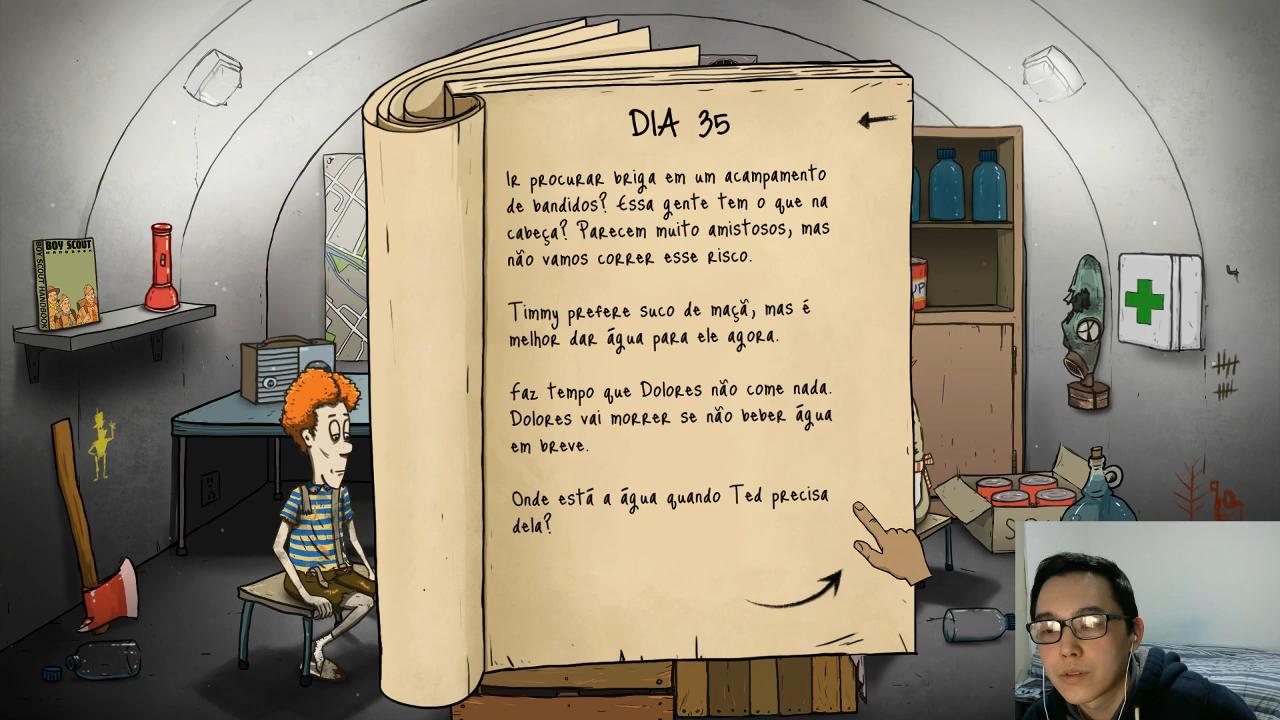 DIA 35
Ir procurar briga em um acampamento
de bandidos? Essa gente tem o que na
cabeça? Parecem muito amistosos, mas
não vamos correr esse risco.
Timmy prefere suco de maçã, mas é
melhor dar água para ele agora.
Faz tempo que Dolores não come nada.
Dolores vai morrer se não beber água
em breve.
Onde está a água quando Ted precisa
dela?
BOY SCOUT
BOY SCOUT HANDBOOK
UP